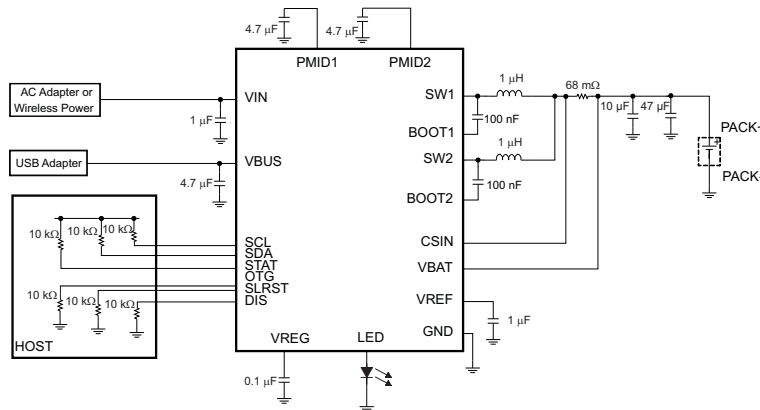 4.7 μF
4.7 μF
PMID1
PMID2
AC Adapter or
Wireless Power
VIN
1 μF
USB Adapter
VBUS
4.7 μF
SW1
1 μH
68 mΩ
10 μF
47 μF
100 nF
BOOT1
1 μH
SW2
100 nF
BOOT2
PACK+
PACK-
10 kΩ
10 kΩ
10 kΩ
SCL
SDA
STAT
OTG
SLRST
DIS
10 kΩ
10 kΩ
10 kΩ
HOST
CSIN
VBAT
VREF
1 μF
GND
VREG
LED
0.1 μF